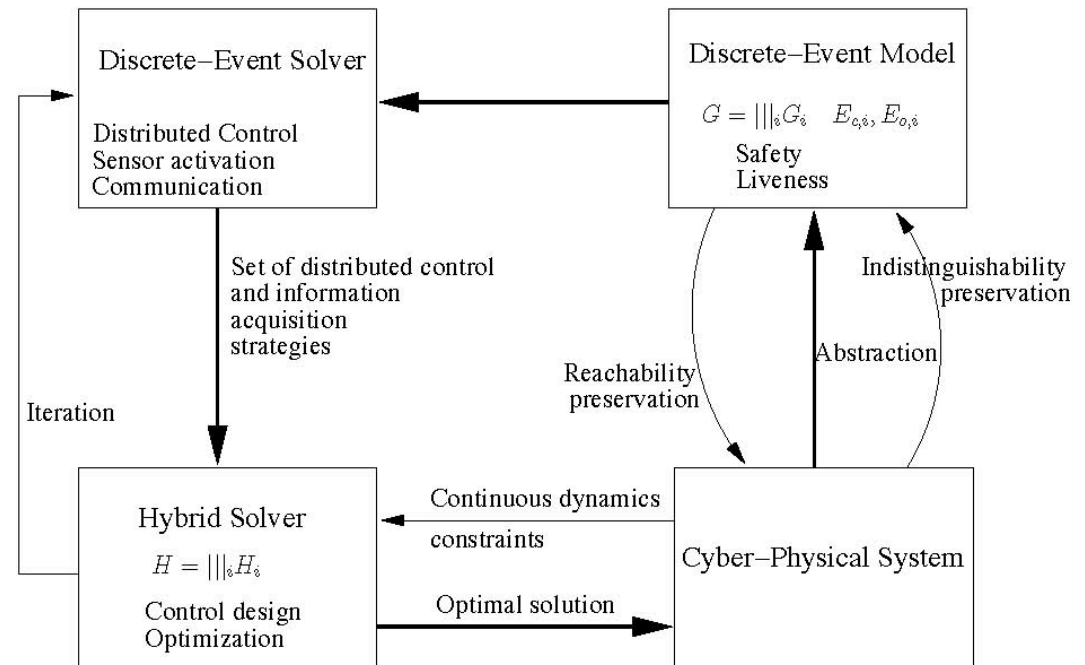 Discrete–Event Solver
Distributed Control
Sensor activation
Communication
Discrete–Event Model
G = |||ᵢGᵢ E_{c,i}, E_{o,i}
Safety
Liveness
Set of distributed control
and information
acquisition
strategies
Indistinguishability
preservation
Abstraction
Reachability
preservation
Iteration
Hybrid Solver
H = |||ᵢHᵢ
Control design
Optimization
Continuous dynamics
constraints
Optimal solution
Cyber–Physical System